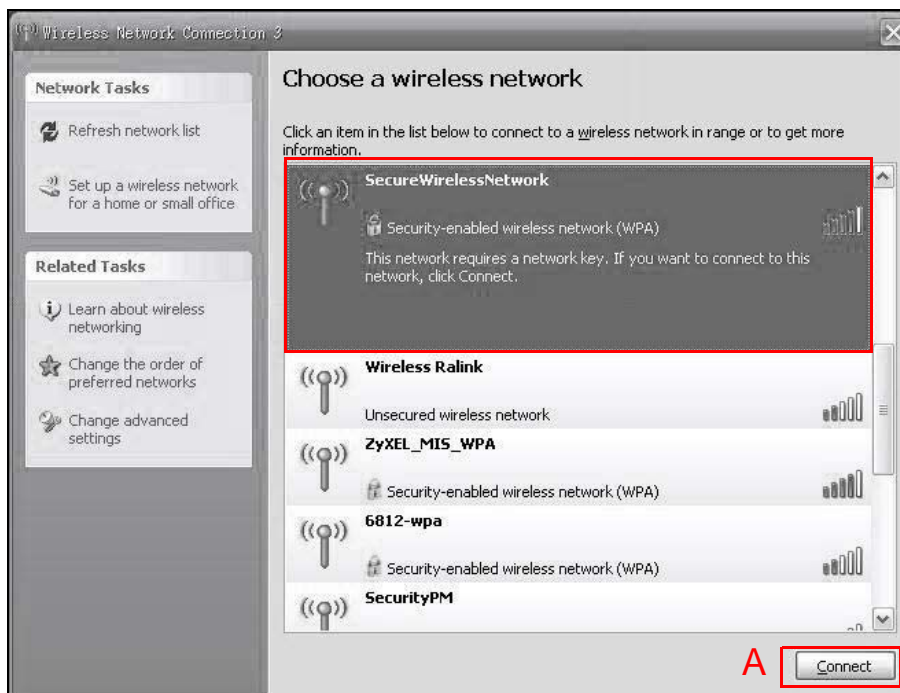 Wireless Network Connection 3
Network Tasks
Refresh network list
Set up a wireless network
for a home or small office
Related Tasks
Learn about wireless
networking
Change the order of
preferred networks
Change advanced
settings
Choose a wireless network
Click an item in the list below to connect to a wireless network in range or to get more
information.
SecureWirelessNetwork
Security-enabled wireless network (WPA)
This network requires a network key. If you want to connect to this
network, click Connect.
Wireless Ralink
Unsecured wireless network
ZyXEL_MIS_WPA
Security-enabled wireless network (WPA)
6812-wpa
Security-enabled wireless network (WPA)
SecurityPM
A
Connect